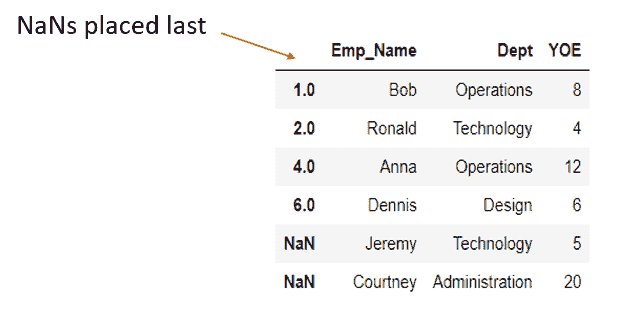 NaNs placed last
Emp_Name Dept YOE
1.0 Bob Operations 8
2.0 Ronald Technology 4
4.0 Anna Operations 12
6.0 Dennis Design 6
NaN Jeremy Technology 5
NaN Courtney Administration 20